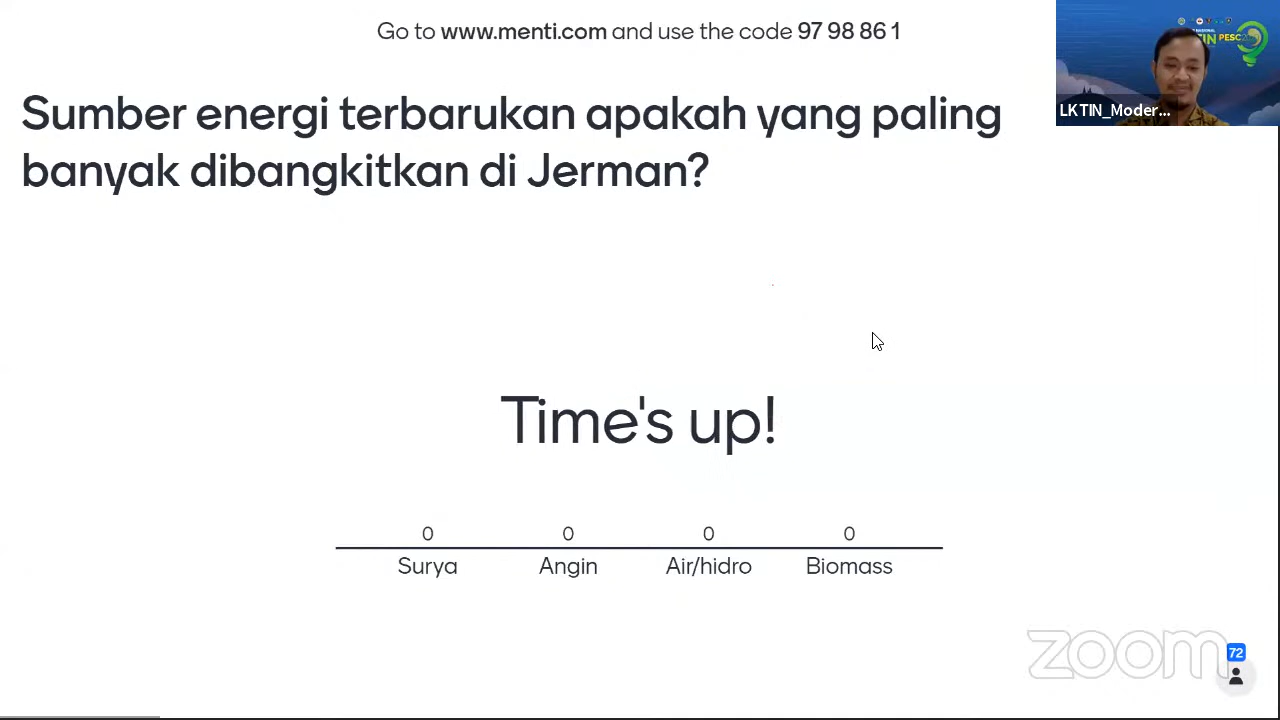 Go to www.menti.com and use the code 97 98 86 1
Sumber energi terbarukan apakah yang paling
banyak dibangkitkan di Jerman?
PESC
LKTIN_Moder...
Time's up!
0 0 0 0
Surya Angin Air/hidro Biomass
zoom
72